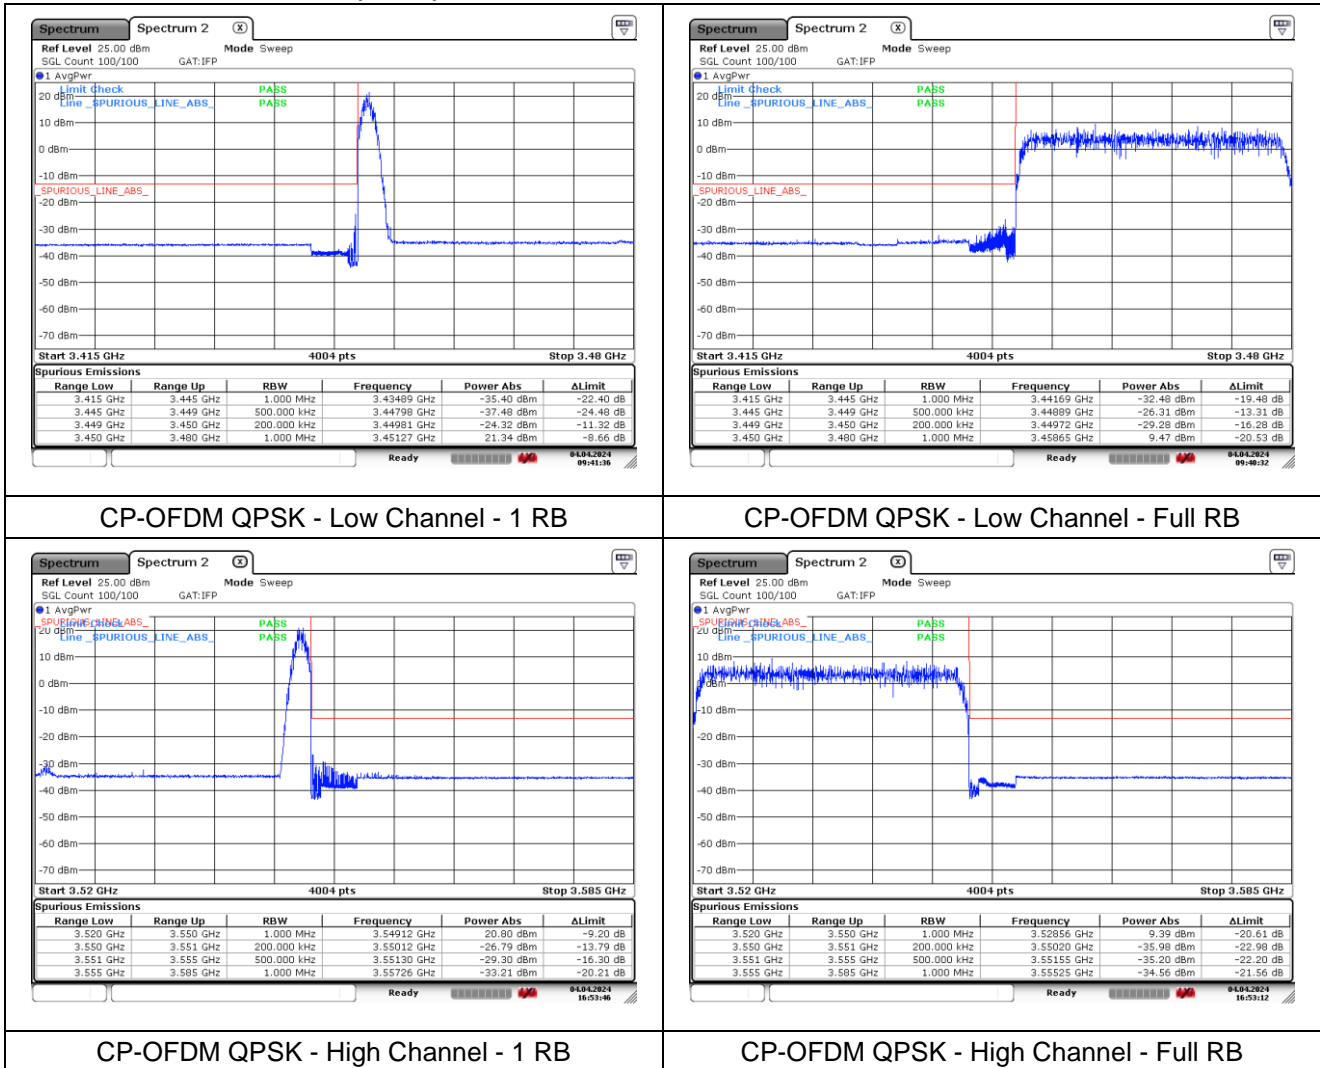 Spectrum Spectrum 2 X
Ref Level 25.00 dBm Mode Sweep
SGL Count 100/100 GAT:IFP
1 AvgPwr
Limit Check PASS
Line _SPURIOUS_LINE_ABS_ PASS
20 dBm
10 dBm
0 dBm
-10 dBm
_SPURIOUS_LINE_ABS_
-20 dBm
-30 dBm
-40 dBm
-50 dBm
-60 dBm
-70 dBm
Start 3.415 GHz 4004 pts Stop 3.48 GHz
Spurious Emissions
Range Low Range Up RBW Frequency Power Abs ΔLimit
3.415 GHz 3.445 GHz 1.000 MHz 3.43489 GHz -35.40 dBm -22.40 dB
3.445 GHz 3.449 GHz 500.000 kHz 3.44798 GHz -37.48 dBm -24.48 dB
3.449 GHz 3.450 GHz 200.000 kHz 3.44981 GHz -24.32 dBm -11.32 dB
3.450 GHz 3.480 GHz 1.000 MHz 3.45127 GHz 21.34 dBm -8.66 dB
Ready 04.04.2024
09:41:36
CP-OFDM QPSK - Low Channel - 1 RB
Spectrum Spectrum 2 X
Ref Level 25.00 dBm Mode Sweep
SGL Count 100/100 GAT:IFP
1 AvgPwr
Limit Check PASS
Line _SPURIOUS_LINE_ABS_ PASS
20 dBm
10 dBm
0 dBm
-10 dBm
_SPURIOUS_LINE_ABS_
-20 dBm
-30 dBm
-40 dBm
-50 dBm
-60 dBm
-70 dBm
Start 3.415 GHz 4004 pts Stop 3.48 GHz
Spurious Emissions
Range Low Range Up RBW Frequency Power Abs ΔLimit
3.415 GHz 3.445 GHz 1.000 MHz 3.44169 GHz -32.48 dBm -19.48 dB
3.445 GHz 3.449 GHz 500.000 kHz 3.44889 GHz -26.31 dBm -13.31 dB
3.449 GHz 3.450 GHz 200.000 kHz 3.44972 GHz -29.28 dBm -16.28 dB
3.450 GHz 3.480 GHz 1.000 MHz 3.45865 GHz 9.47 dBm -20.53 dB
Ready 04.04.2024
09:40:32
CP-OFDM QPSK - Low Channel - Full RB
Spectrum Spectrum 2 X
Ref Level 25.00 dBm Mode Sweep
SGL Count 100/100 GAT:IFP
1 AvgPwr
_SPURIOUS_LINE_ABS_
Limit Check PASS
20 dBm
Line _SPURIOUS_LINE_ABS_ PASS
10 dBm
0 dBm
-10 dBm
-20 dBm
-30 dBm
-40 dBm
-50 dBm
-60 dBm
-70 dBm
Start 3.52 GHz 4004 pts Stop 3.585 GHz
Spurious Emissions
Range Low Range Up RBW Frequency Power Abs ΔLimit
3.520 GHz 3.550 GHz 1.000 MHz 3.54912 GHz 20.80 dBm -9.20 dB
3.550 GHz 3.551 GHz 200.000 kHz 3.55012 GHz -26.79 dBm -13.79 dB
3.551 GHz 3.555 GHz 500.000 kHz 3.55130 GHz -29.30 dBm -16.30 dB
3.555 GHz 3.585 GHz 1.000 MHz 3.55726 GHz -33.21 dBm -20.21 dB
Ready 04.04.2024
16:53:46
CP-OFDM QPSK - High Channel - 1 RB
Spectrum Spectrum 2 X
Ref Level 25.00 dBm Mode Sweep
SGL Count 100/100 GAT:IFP
1 AvgPwr
_SPURIOUS_LINE_ABS_
Limit Check PASS
20 dBm
Line _SPURIOUS_LINE_ABS_ PASS
10 dBm
0 dBm
-10 dBm
-20 dBm
-30 dBm
-40 dBm
-50 dBm
-60 dBm
-70 dBm
Start 3.52 GHz 4004 pts Stop 3.585 GHz
Spurious Emissions
Range Low Range Up RBW Frequency Power Abs ΔLimit
3.520 GHz 3.550 GHz 1.000 MHz 3.52856 GHz 9.39 dBm -20.61 dB
3.550 GHz 3.551 GHz 200.000 kHz 3.55020 GHz -35.98 dBm -22.98 dB
3.551 GHz 3.555 GHz 500.000 kHz 3.55155 GHz -35.20 dBm -22.20 dB
3.555 GHz 3.585 GHz 1.000 MHz 3.55525 GHz -34.56 dBm -21.56 dB
Ready 04.04.2024
16:53:12
CP-OFDM QPSK - High Channel - Full RB